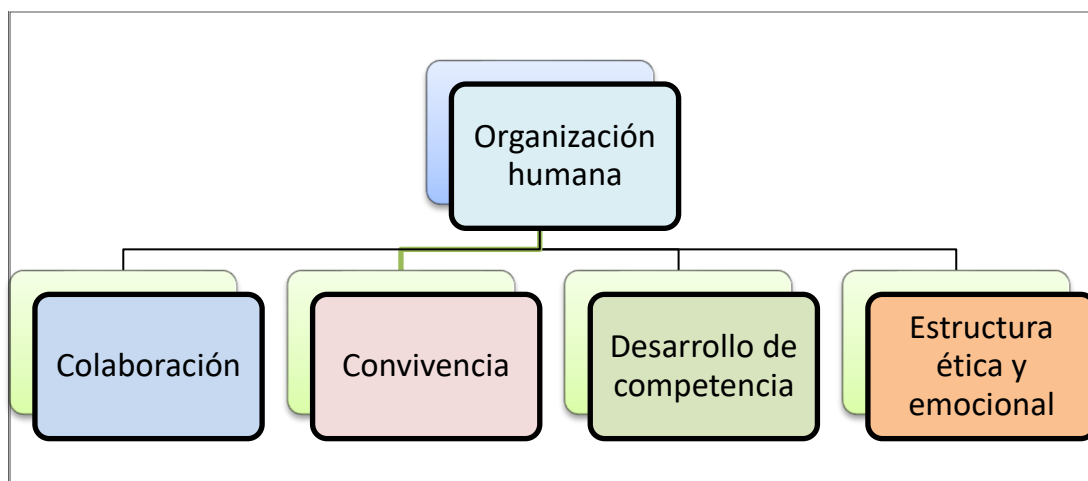 Organización
humana
Colaboración
Convivencia
Desarrollo de
competencia
Estructura
ética y
emocional